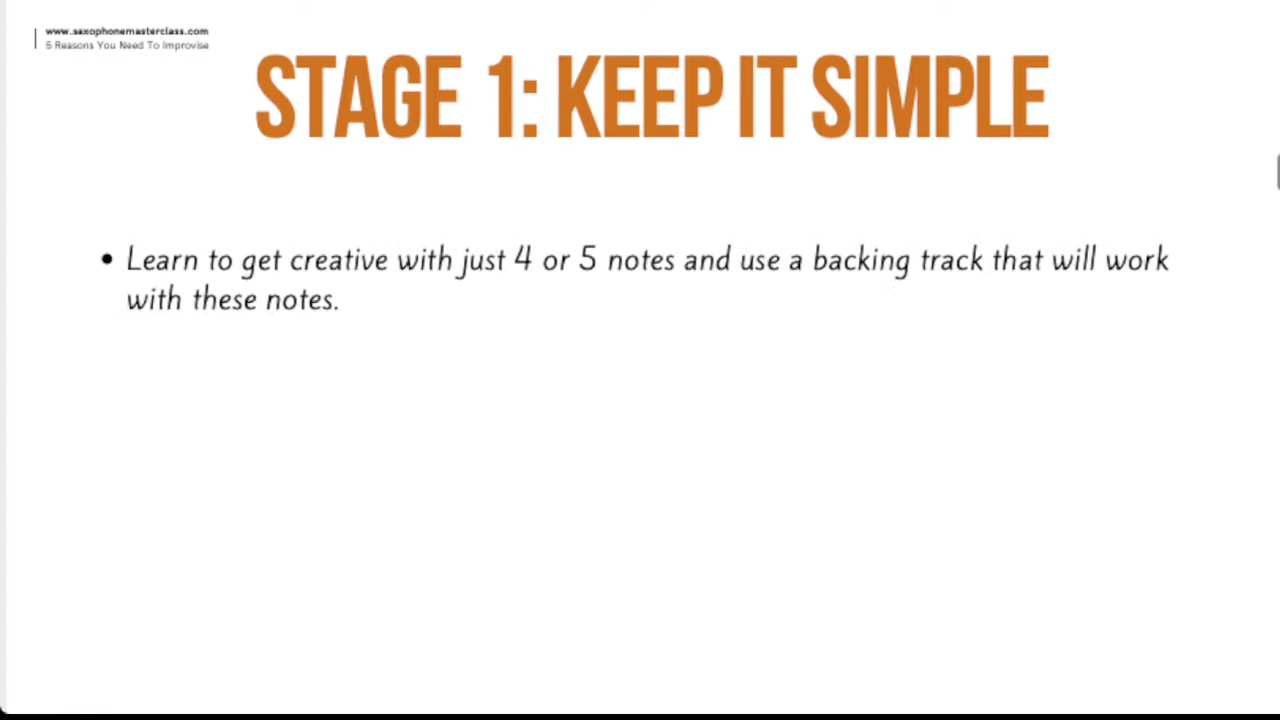 www.saxophonemasterclass.com
5 Reasons You Need To Improvise
STAGE 1: KEEP IT SIMPLE
• Learn to get creative with just 4 or 5 notes and use a backing track that will work
with these notes.